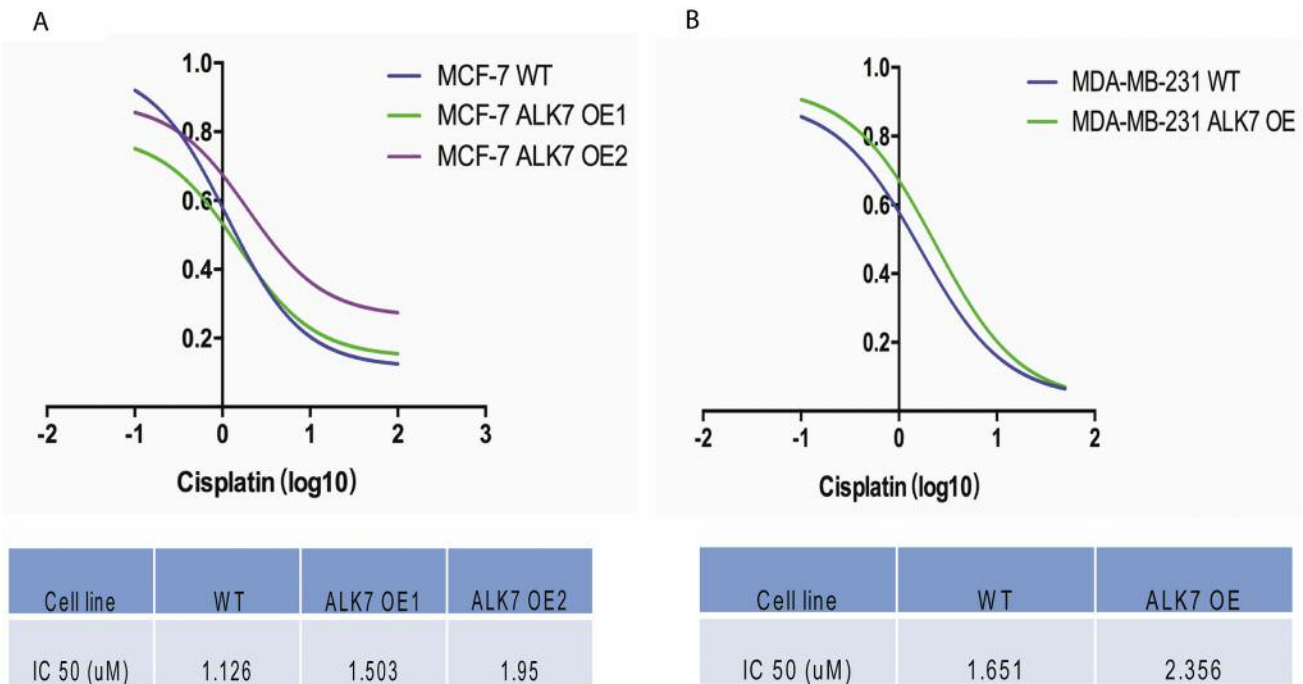 A
1.0
0.8
0.6
0.4
0.2
-2 -1 0 1 2 3
Cisplatin (log10)
MCF-7 WT
MCF-7 ALK7 OE1
MCF-7 ALK7 OE2
B
1.0
0.8
0.6
0.4
0.2
-2 -1 0 1 2
Cisplatin (log10)
MDA-MB-231 WT
MDA-MB-231 ALK7 OE
Cell line WT ALK7 OE1 ALK7 OE2
IC 50 (uM) 1.126 1.503 1.95
Cell line WT ALK7 OE
IC 50 (uM) 1.651 2.356